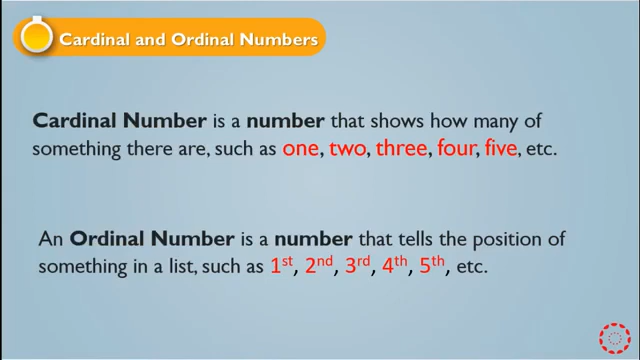 Cardinal and Ordinal Numbers
Cardinal Number is a number that shows how many of
something there are, such as one, two, three, four, five, etc.
An Ordinal Number is a number that tells the position of
something in a list, such as 1st, 2nd, 3rd, 4th, 5th, etc.